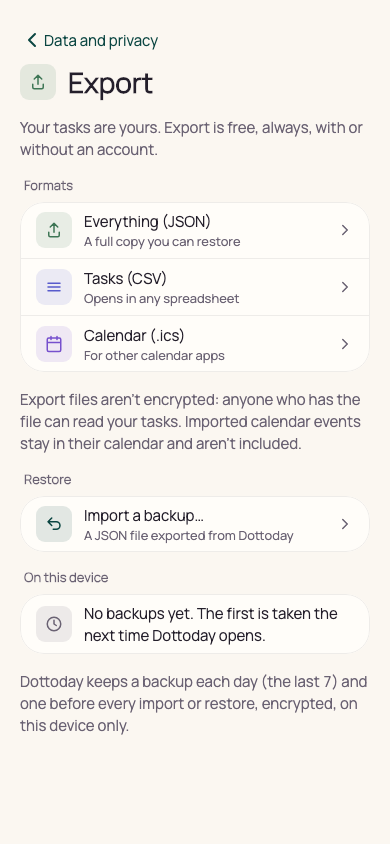 Data and privacy
Export
Your tasks are yours. Export is free, always, with or
without an account.
Formats
Everything (JSON)
A full copy you can restore
Tasks (CSV)
Opens in any spreadsheet
Calendar (.ics)
For other calendar apps
Export files aren't encrypted: anyone who has the
file can read your tasks. Imported calendar events
stay in their calendar and aren't included.
Restore
Import a backup…
A JSON file exported from Dottoday
On this device
No backups yet. The first is taken the
next time Dottoday opens.
Dottoday keeps a backup each day (the last 7) and
one before every import or restore, encrypted, on
this device only.